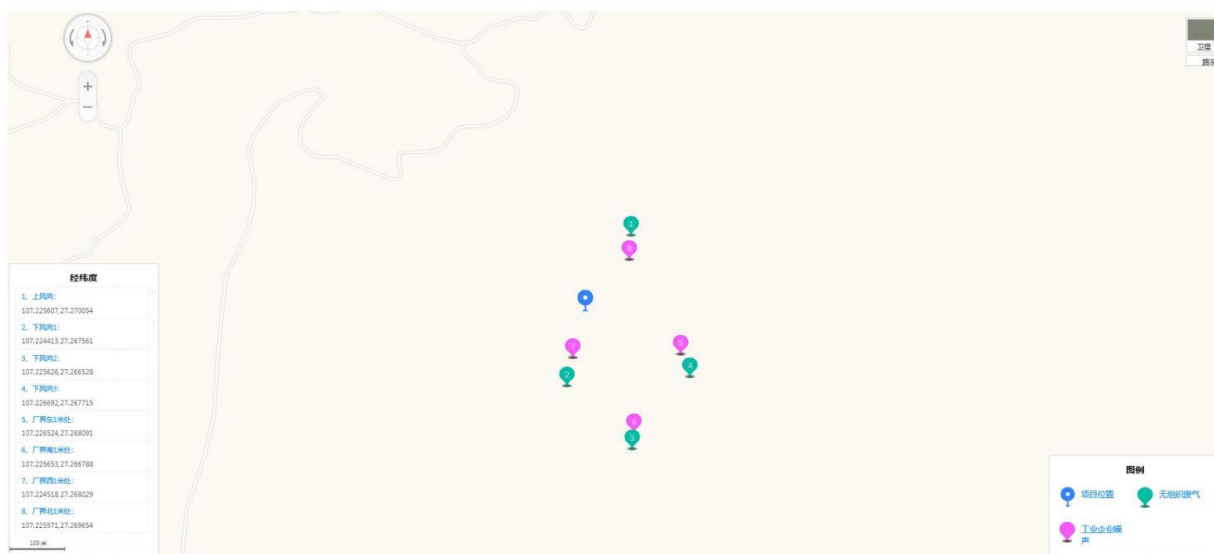 卫星
1
8
5
7
4
2
6
3
经纬度
1、上风向:
107.225607,27.270054
2、下风向1:
107.224413,27.267561
3、下风向2:
107.225626,27.266528
4、下风向3:
107.226692,27.267715
5、厂界东1米处:
107.226524,27.268091
6、厂界南1米处:
107.225653,27.266788
7、厂界西1米处:
107.224518,27.268029
8、厂界北1米处:
107.225571,27.269654
100 米
图例
项目位置
无组织废气
工业企业噪
声